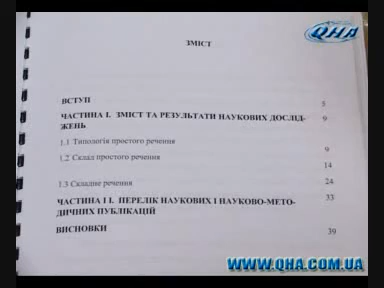 QHA
ЗМІСТ
ВСТУП 5
ЧАСТИНА І. ЗМІСТ ТА РЕЗУЛЬТАТИ НАУКОВИХ ДОСЛІД- 9
ЖЕНЬ
1.1 Типологія простого речення 9
1.2 Склад простого речення 14
1.3 Складне речення 24
ЧАСТИНА І І. ПЕРЕЛІК НАУКОВИХ І НАУКОВО-МЕТО- 33
ДИЧНИХ ПУБЛІКАЦІЙ
ВИСНОВКИ 39
WWW.QHA.COM.UA